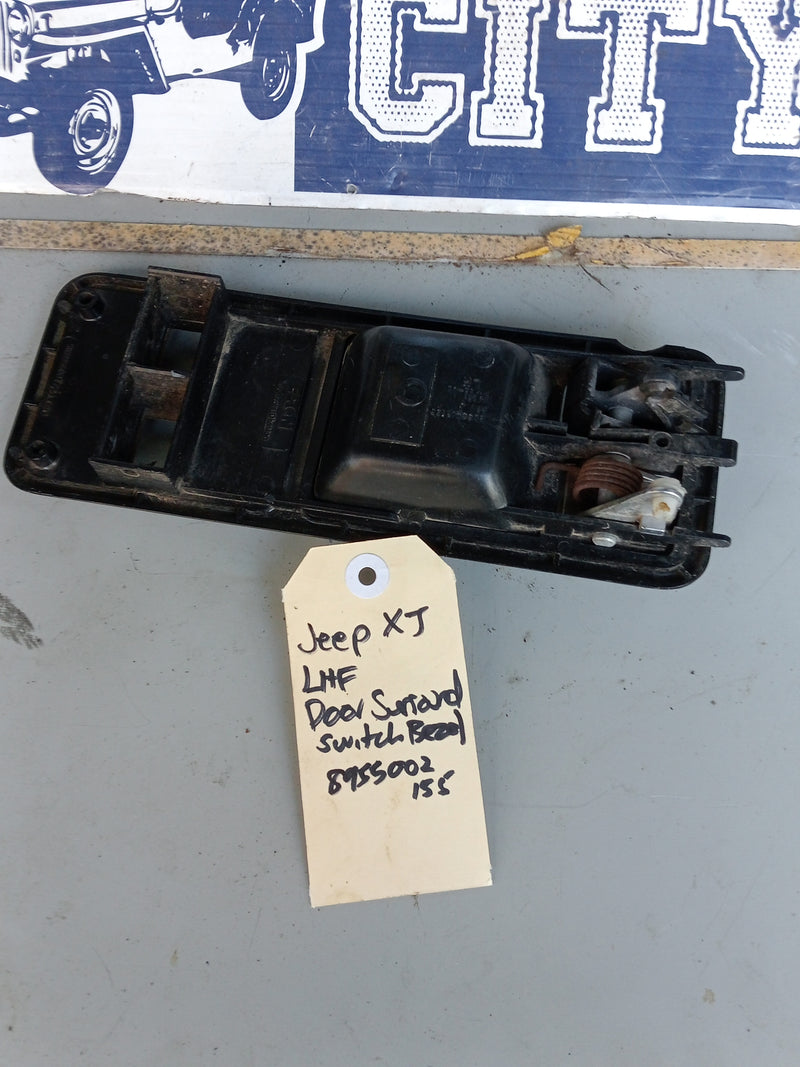 CITY
Jeep XJ
LHF
Door Surround
Switch Bezel
8955002
155